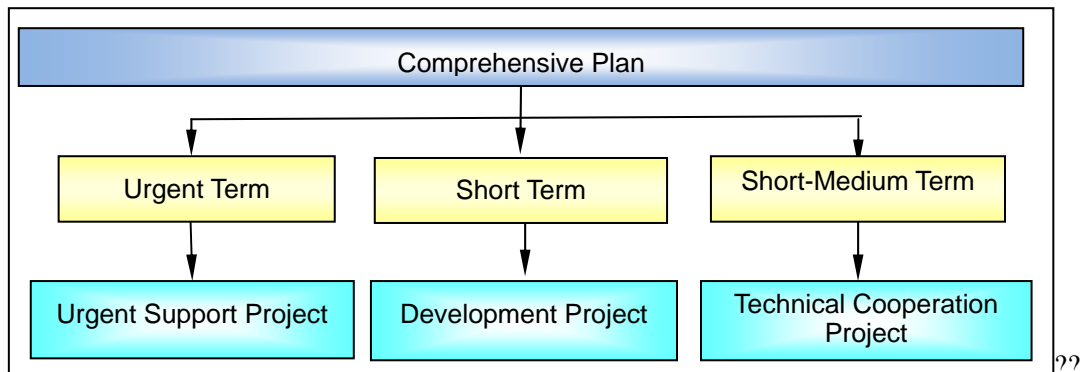 Comprehensive Plan
Urgent Term
Short Term
Short-Medium Term
Urgent Support Project
Development Project
Technical Cooperation
Project
??